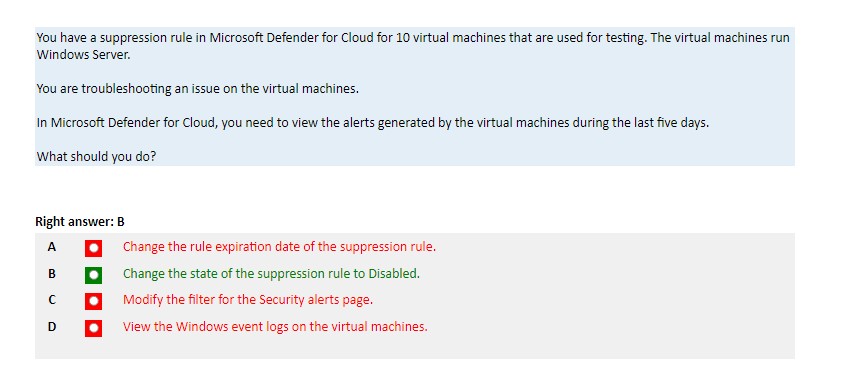 You have a suppression rule in Microsoft Defender for Cloud for 10 virtual machines that are used for testing. The virtual machines run
Windows Server.
You are troubleshooting an issue on the virtual machines.
In Microsoft Defender for Cloud, you need to view the alerts generated by the virtual machines during the last five days.
What should you do?
Right answer: B
A Change the rule expiration date of the suppression rule.
B Change the state of the suppression rule to Disabled.
C Modify the filter for the Security alerts page.
D View the Windows event logs on the virtual machines.